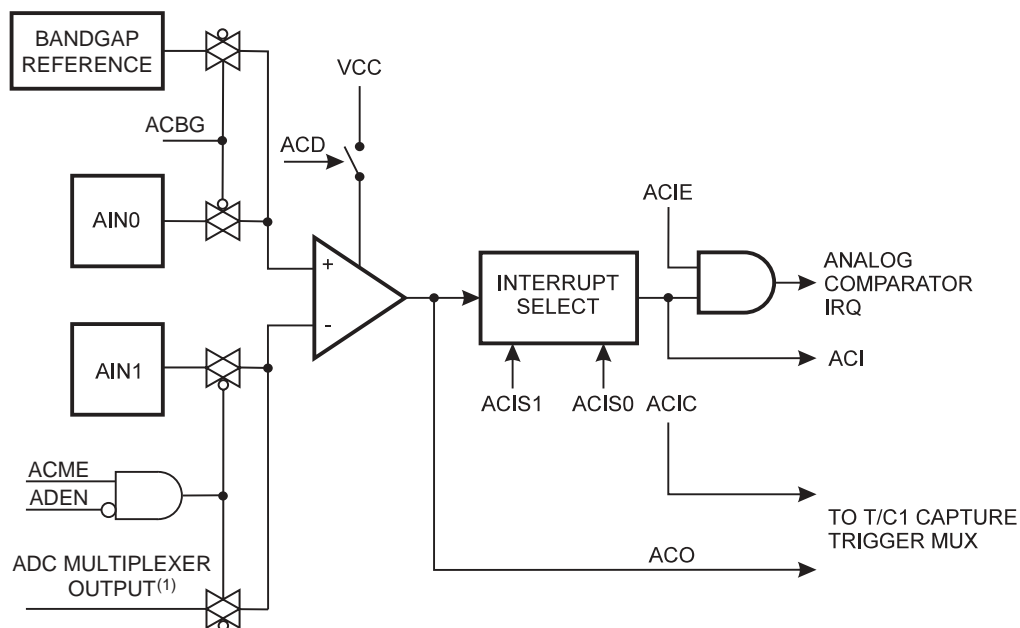 BANDGAP
REFERENCE
VCC
ACBG
ACD
AIN0
ACIE
+
INTERRUPT
SELECT
ANALOG
COMPARATOR
IRQ
-
AIN1
ACI
ACIS1
ACIS0
ACIC
ACME
ADEN
TO T/C1 CAPTURE
TRIGGER MUX
ADC MULTIPLEXER
OUTPUT(1)
ACO